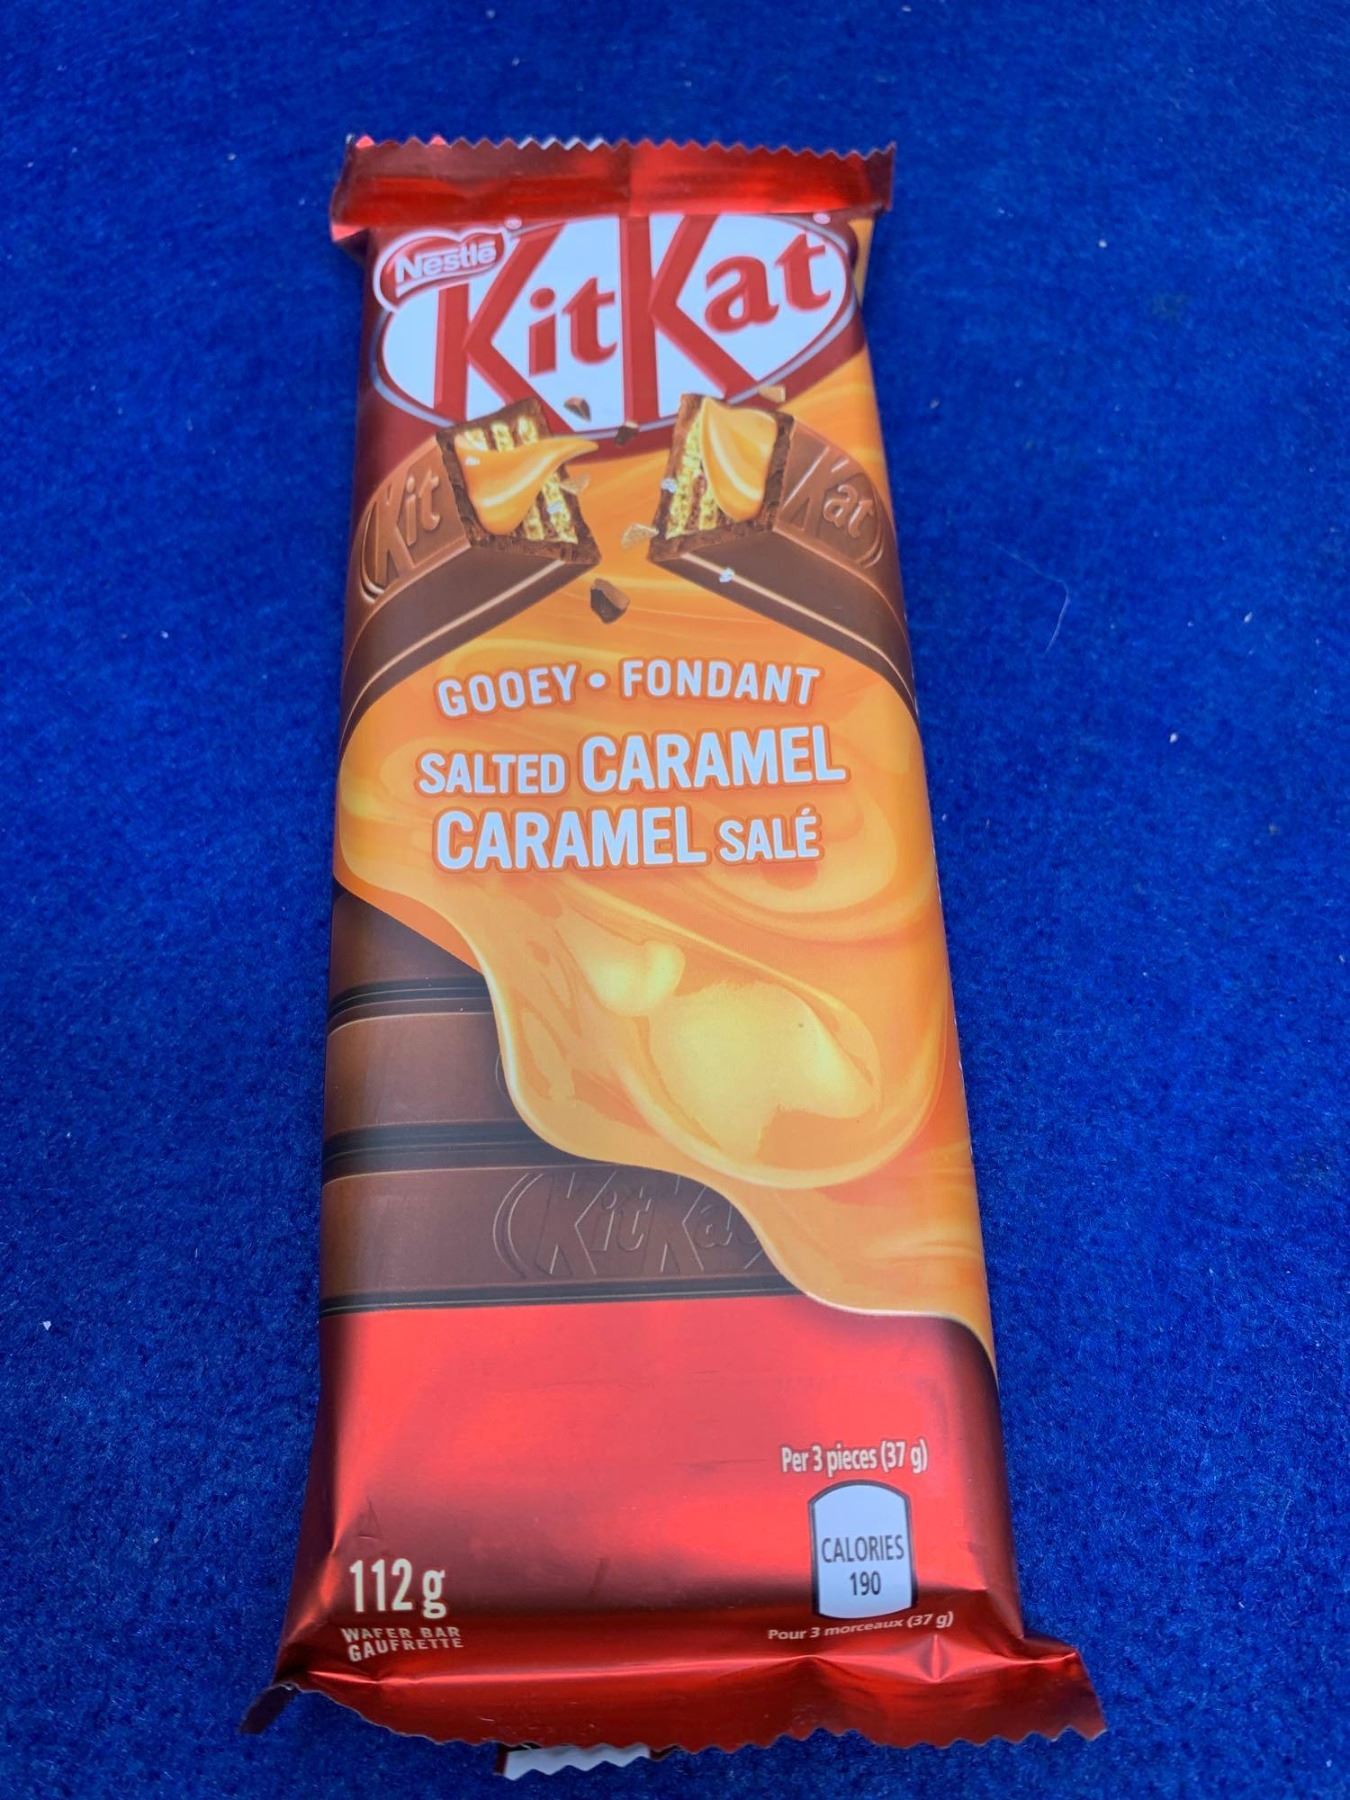 Nestlé
KitKat
Kit Kat
GOOEY • FONDANT
SALTED CARAMEL
CARAMEL SALÉ
KitKa
Per 3 pieces (37 g)
CALORIES
190
Pour 3 morceaux (37 g)
112 g
WAFER BAR
GAUFRETTE